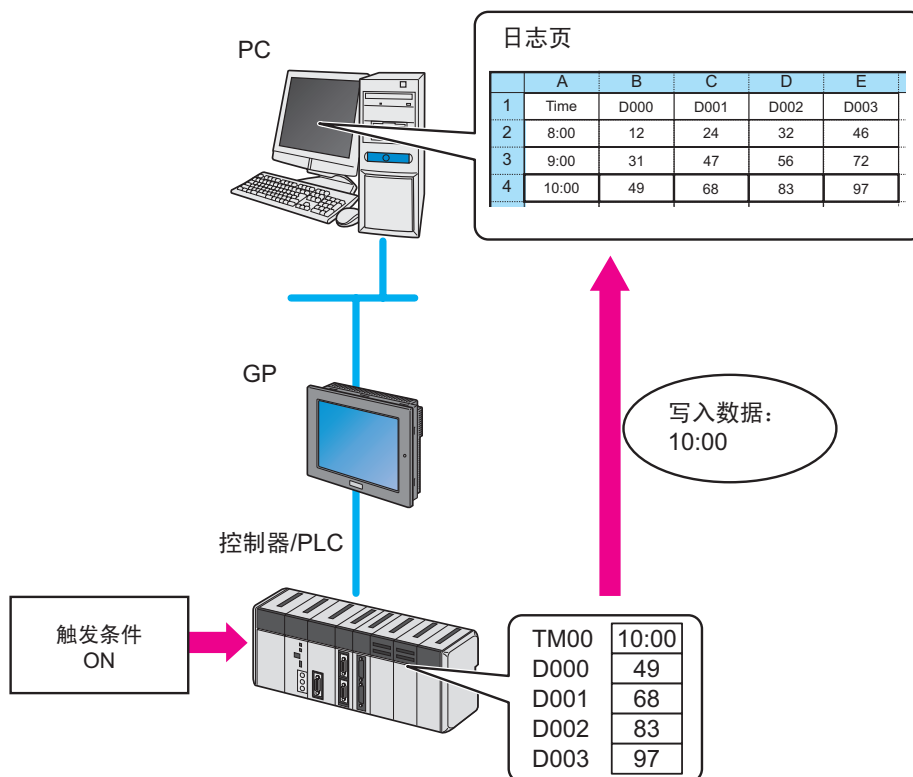 PC
日志页
A B C D E
1 Time D000 D001 D002 D003
2 8:00 12 24 32 46
3 9:00 31 47 56 72
4 10:00 49 68 83 97
GP
写入数据：
10:00
控制器/PLC
触发条件
ON
TM00 10:00
D000 49
D001 68
D002 83
D003 97